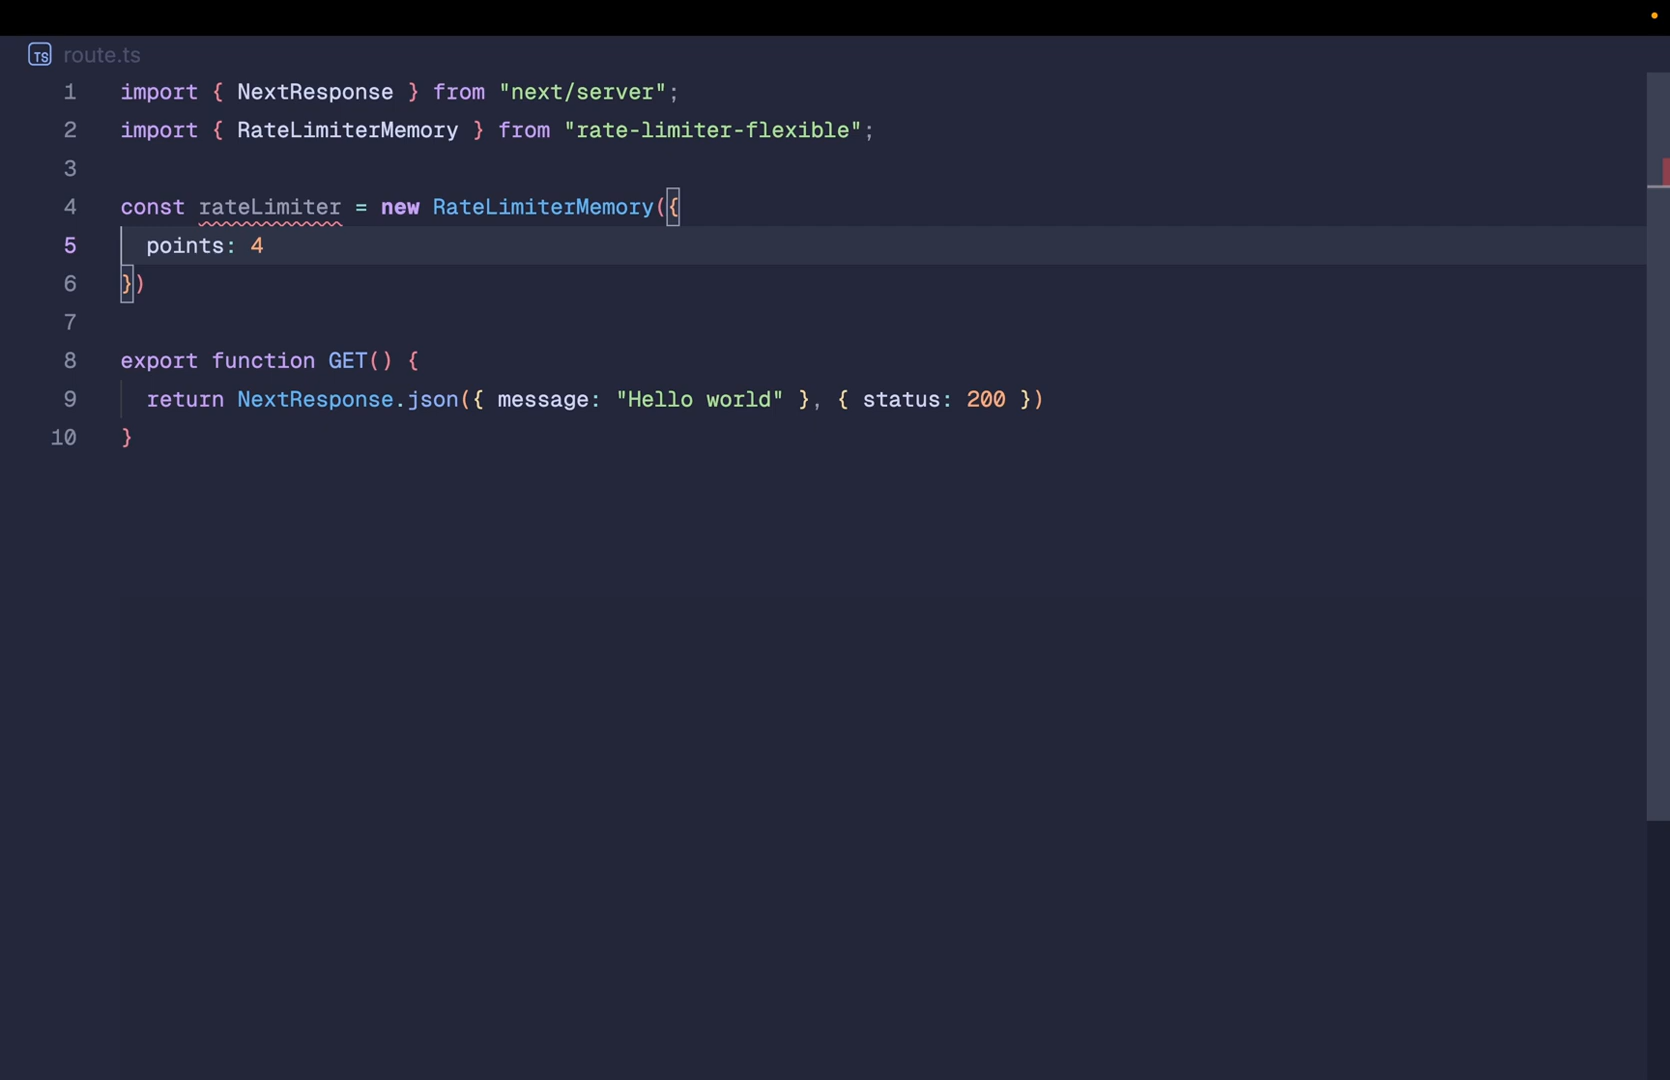 TS route.ts
1 import { NextResponse } from "next/server";
2 import { RateLimiterMemory } from "rate-limiter-flexible";
3
4 const rateLimiter = new RateLimiterMemory({
5   points: 4
6 })
7
8 export function GET() {
9   return NextResponse.json({ message: "Hello world" }, { status: 200 })
10 }